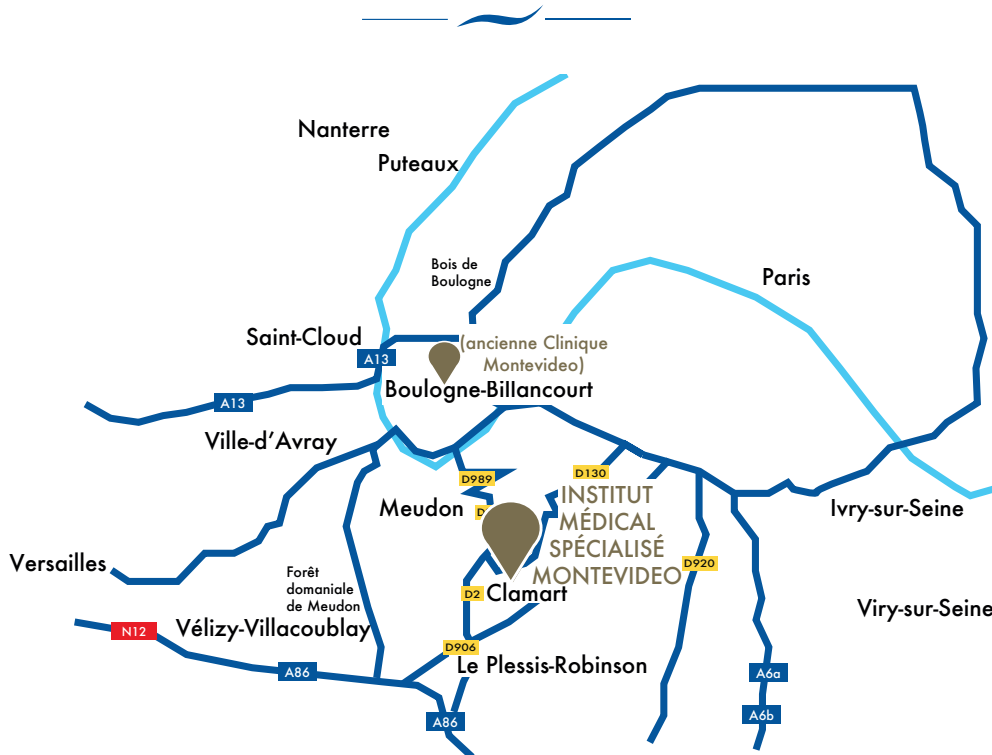 Nanterre
Puteaux
Bois de
Boulogne
Paris
Saint-Cloud
(ancienne Clinique
Montevideo)
A13
Boulogne-Billancourt
A13
Ville-d'Avray
D989
D130
Meudon
INSTITUT
MÉDICAL
SPÉCIALISÉ
MONTEVIDEO
Ivry-sur-Seine
Versailles
D920
Forêt
domaniale
de Meudon
D2
Clamart
Viry-sur-Seine
N12
Vélizy-Villacoublay
D906
Le Plessis-Robinson
A86
A6a
A86
A6b